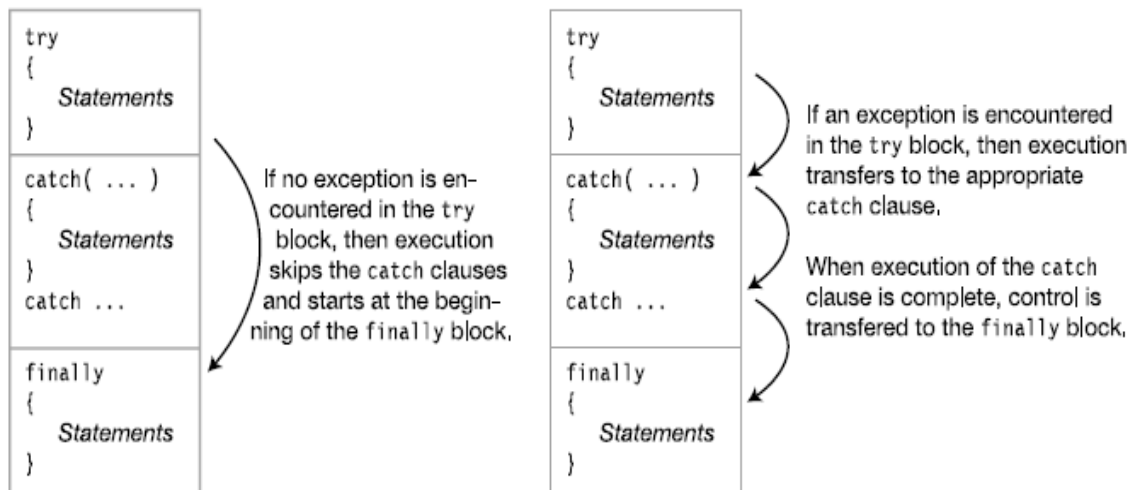 try
{
Statements
}
catch( ... )
{
Statements
}
catch ...
finally
{
Statements
}
If no exception is en-
countered in the try
block, then execution
skips the catch clauses
and starts at the begin-
ning of the finally block.
try
{
Statements
}
catch( ... )
{
Statements
}
catch ...
finally
{
Statements
}
If an exception is encountered
in the try block, then execution
transfers to the appropriate
catch clause.
When execution of the catch
clause is complete, control is
transfered to the finally block.